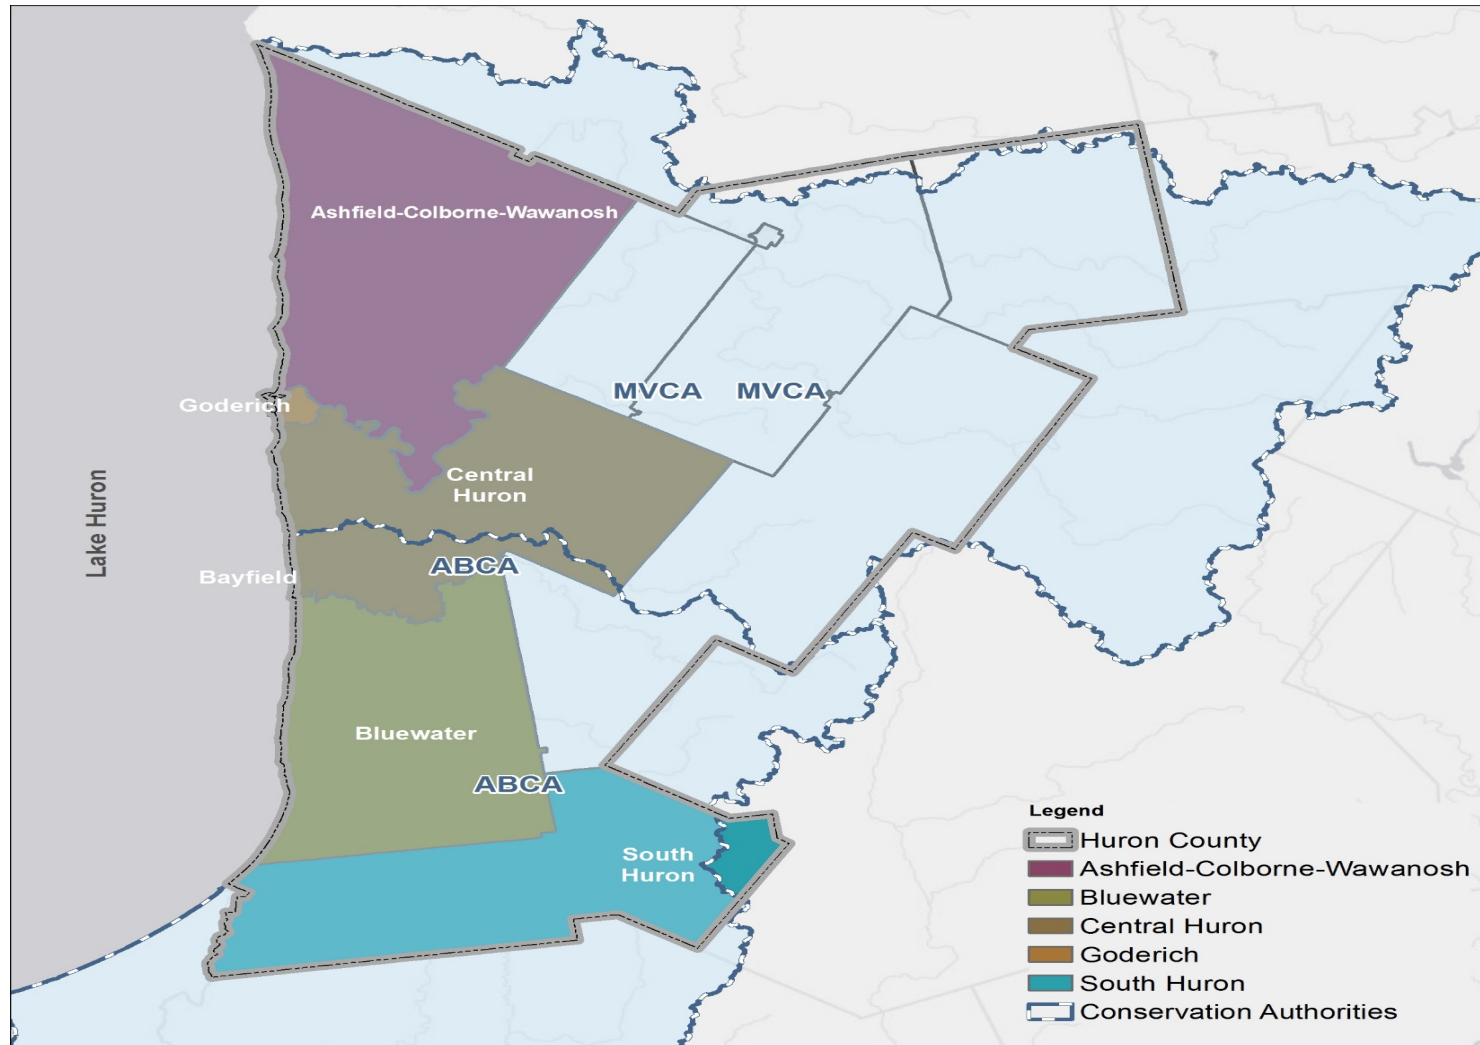 Ashfield-Colborne-Wawanosh
MVCA
MVCA
Goderich
Central
Huron
Lake Huron
ABCA
Bayfield
Bluewater
ABCA
South
Huron
Legend
Huron County
Ashfield-Colborne-Wawanosh
Bluewater
Central Huron
Goderich
South Huron
Conservation Authorities